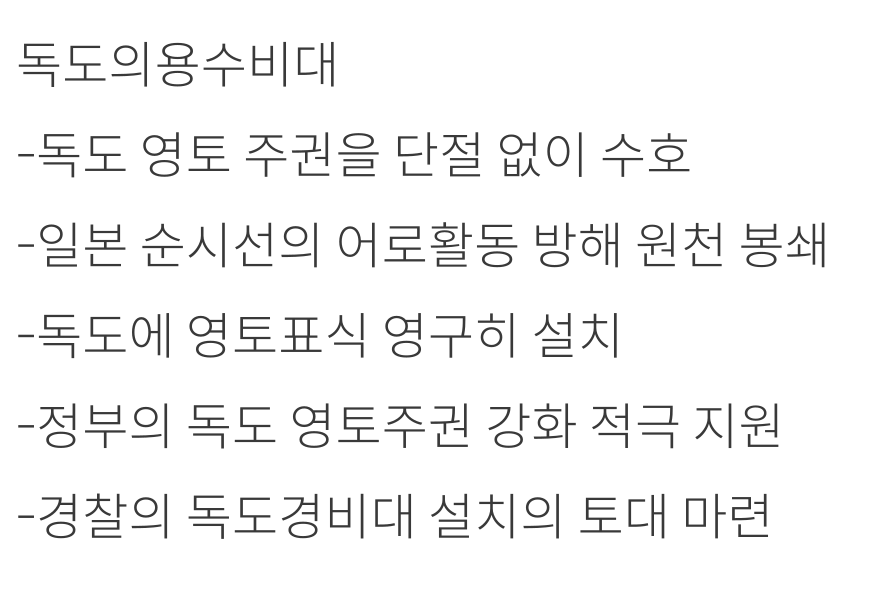 독도의용수비대
-독도 영토 주권을 단절 없이 수호
-일본 순시선의 어로활동 방해 원천 봉쇄
-독도에 영토표식 영구히 설치
-정부의 독도 영토주권 강화 적극 지원
-경찰의 독도경비대 설치의 토대 마련